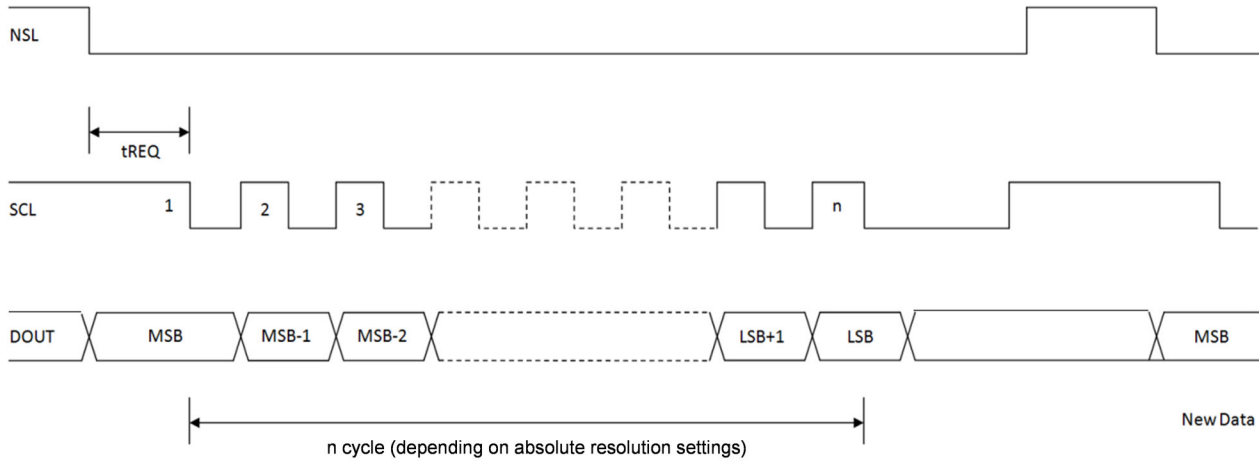 NSL
tREQ
SCL
1
2
3
n
DOUT
MSB
MSB-1
MSB-2
LSB+1
LSB
MSB
New Data
n cycle (depending on absolute resolution settings)